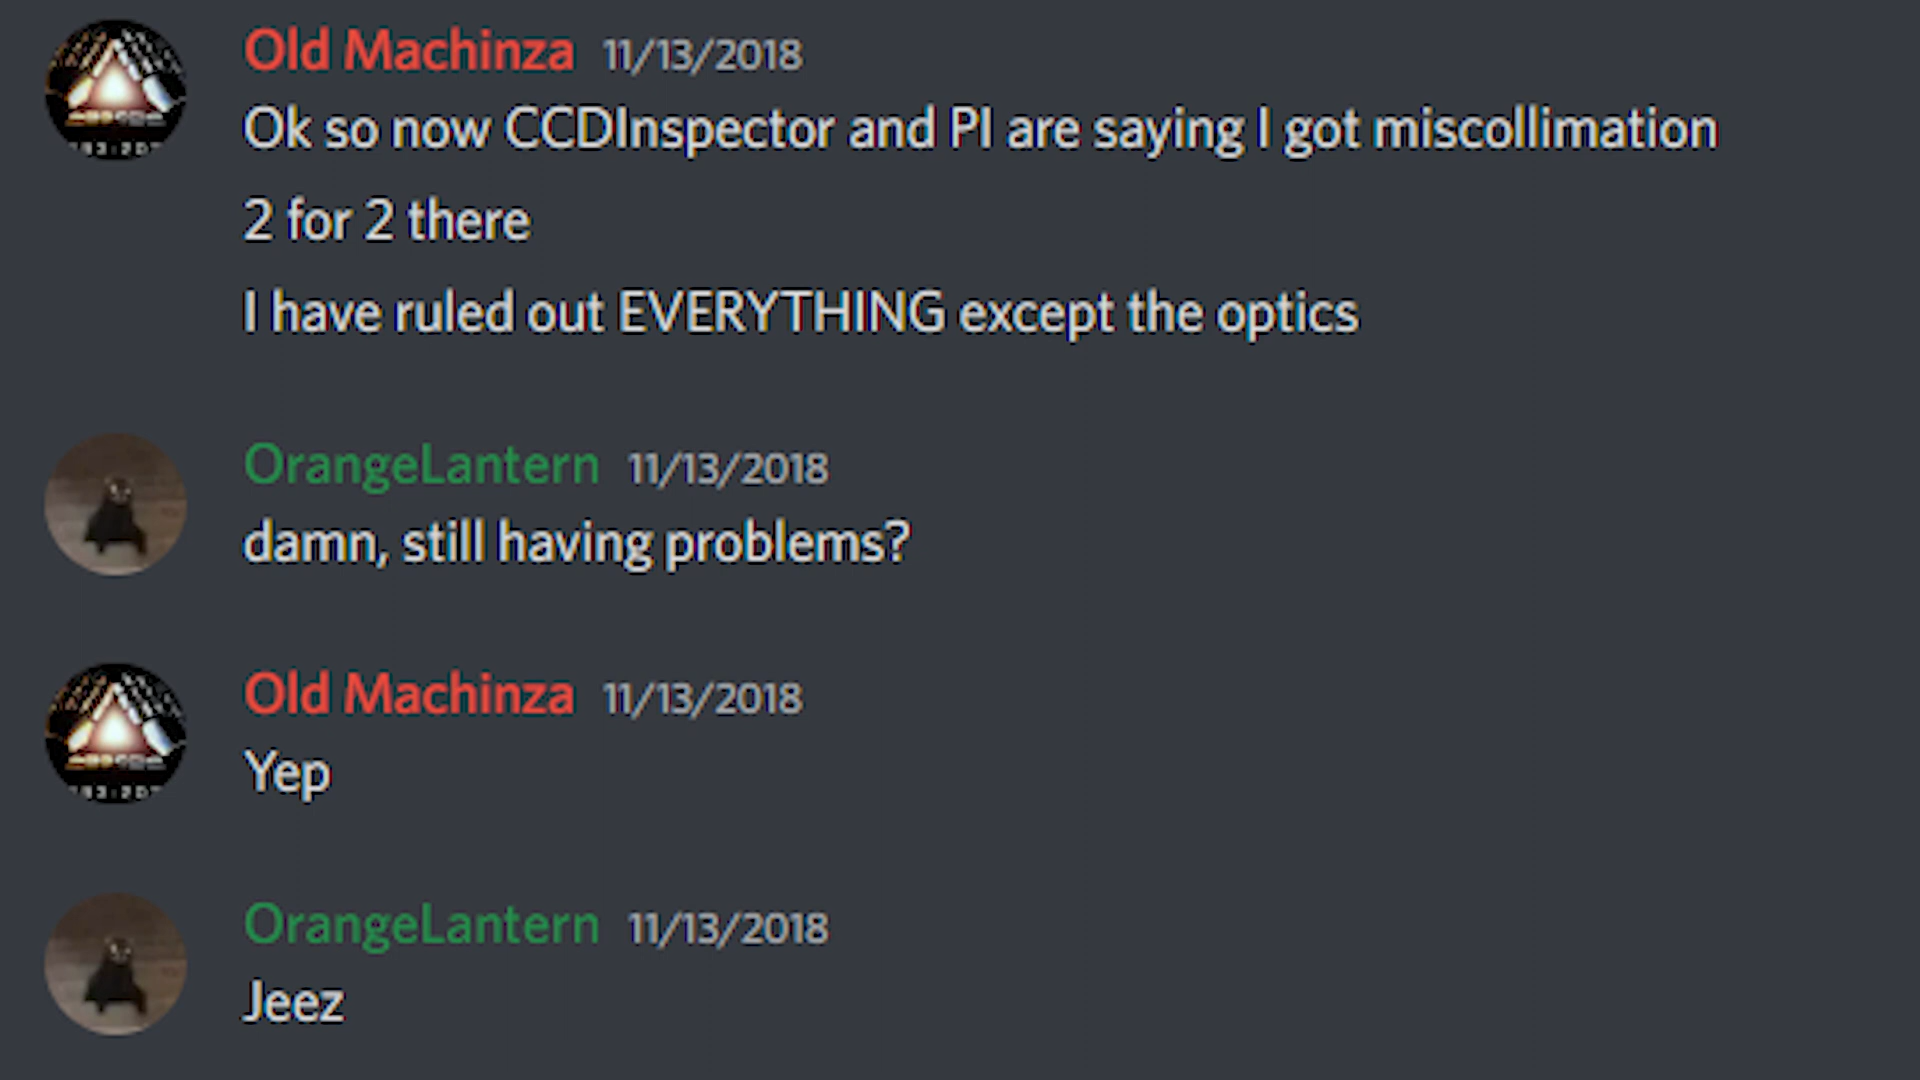 Old Machinza 11/13/2018
Ok so now CCDInspector and PI are saying I got miscollimation
2 for 2 there
I have ruled out EVERYTHING except the optics
OrangeLantern 11/13/2018
damn, still having problems?
Old Machinza 11/13/2018
Yep
OrangeLantern 11/13/2018
Jeez